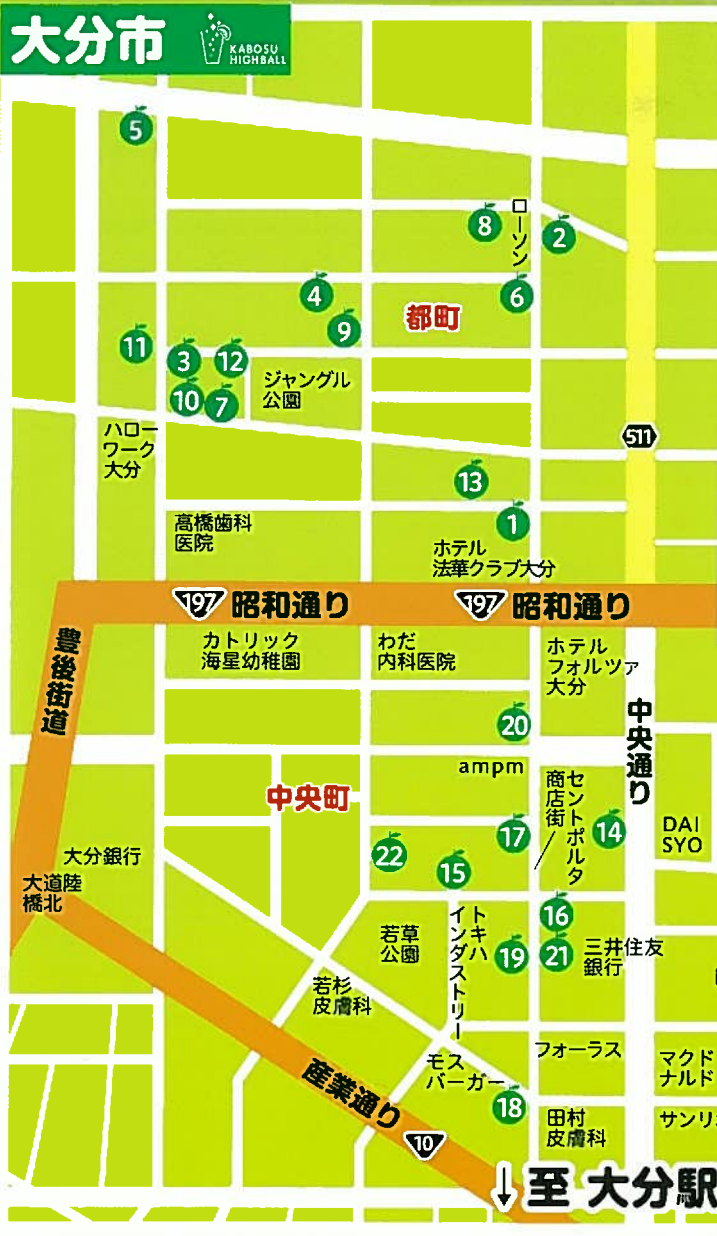 大分市
KABOSU
HIGHBALL
5
8
ローソン
2
4
6
9
都町
11
3
12
ジャングル
公園
10
7
511
ハロー
ワーク
大分
13
1
高橋歯科
医院
ホテル
法華クラブ大分
197
昭和通り
197
昭和通り
豊後街道
カトリック
海星幼稚園
わだ
内科医院
ホテル
フォルツァ
大分
20
中央通り
ampm
中央町
セントポルタ
商店街
17
14
DAI
SYO
22
15
大分銀行
大道陸
橋北
16
トキハ
インダストリー
若草
公園
19
21
三井住友
銀行
若杉
皮膚科
フォーラス
マクド
ナルド
モス
バーガー
産業通り
18
田村
皮膚科
サンリ
10
↓至 大分駅